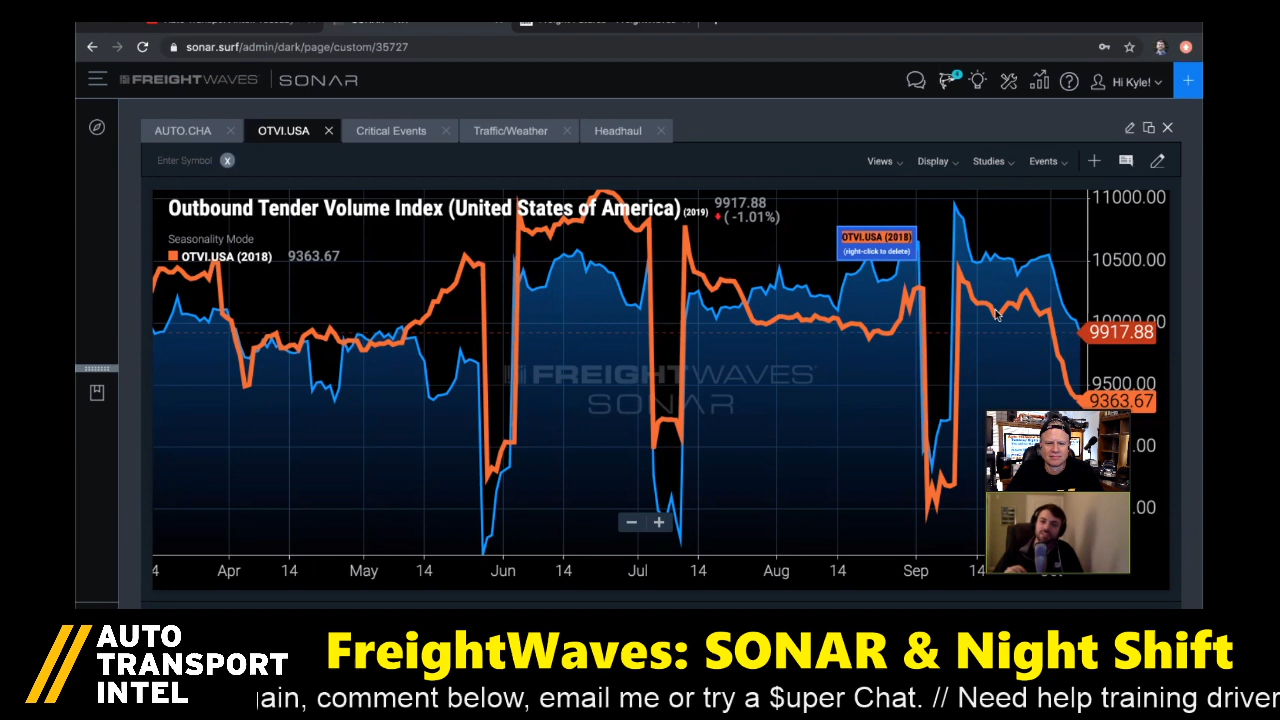 sonar.surf/admin/dark/page/custom/35727
FREIGHTWAVES SONAR
Hi Kyle!
AUTO.CHA
OTVI.USA
Critical Events
Traffic/Weather
Headhaul
Enter Symbol X
Views
Display
Studies
Events
Outbound Tender Volume Index (United States of America) (2019)
9917.88
(-1.01%)
Seasonality Mode
OTVI.USA (2018) 9363.67
OTVI.USA (2018)
(right-click to delete)
11000.00
10500.00
10000.00
9917.88
9500.00
9363.67
.00
.00
FREIGHTWAVES
SONAR
4 Apr 14 May 14 Jun 14 Jul 14 Aug 14 Sep 14
AUTO
TRANSPORT
INTEL
FreightWaves: SONAR & Night Shift
ain, comment below, email me or try a $uper Chat. // Need help training driver